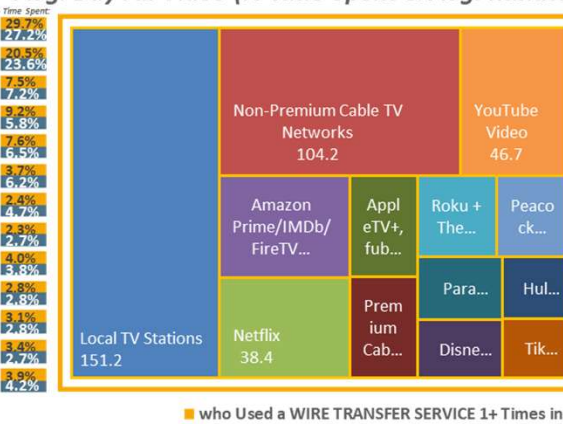 Time Spent:
29.7%
27.2%
20.5%
23.6%
7.5%
7.2%
9.2%
5.8%
7.6%
6.5%
3.7%
6.2%
2.4%
4.7%
2.3%
2.7%
4.0%
3.8%
2.8%
2.8%
3.1%
2.8%
3.4%
2.7%
3.9%
4.2%
Non-Premium Cable TV
Networks
104.2
YouTube
Video
46.7
Amazon
Prime/IMDb/
FireTV...
Appl
eTV+,
fub...
Roku +
The...
Peaco
ck...
Para...
Hul...
Local TV Stations
151.2
Netflix
38.4
Prem
ium
Cab...
Disne...
Tik...
who Used a WIRE TRANSFER SERVICE 1+ Times in